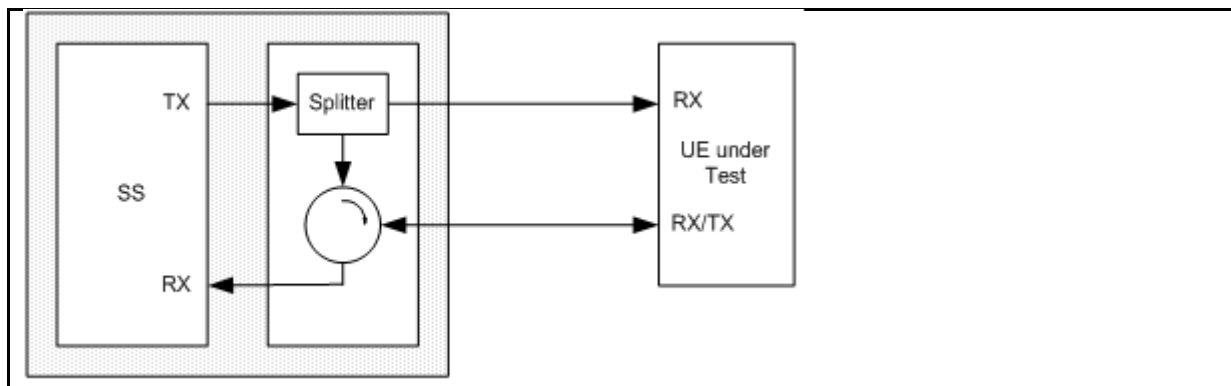 TX
Splitter
RX
UE under
Test
SS
RX/TX
RX